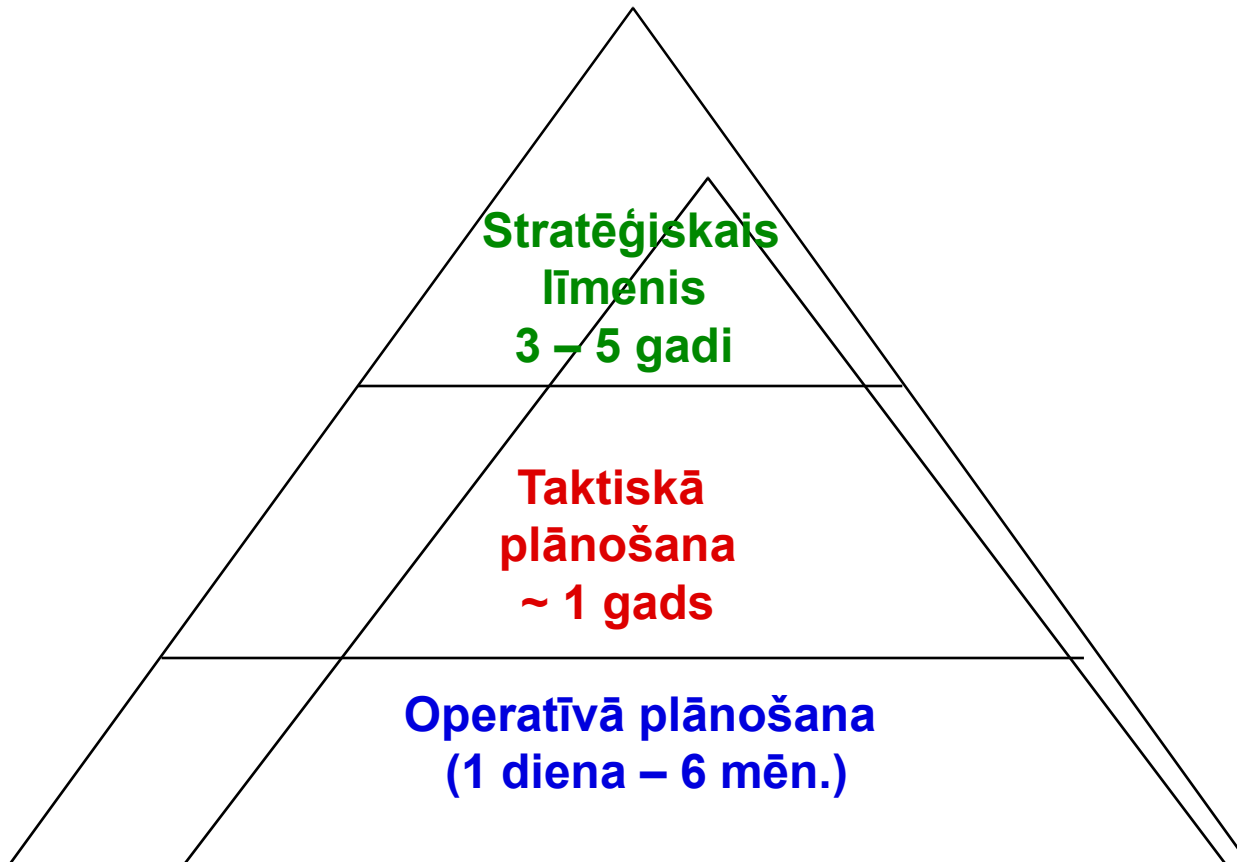 Stratēģiskais
līmenis
3 – 5 gadi
Taktiskā
plānošana
~ 1 gads
Operatīvā plānošana
(1 diena – 6 mēn.)